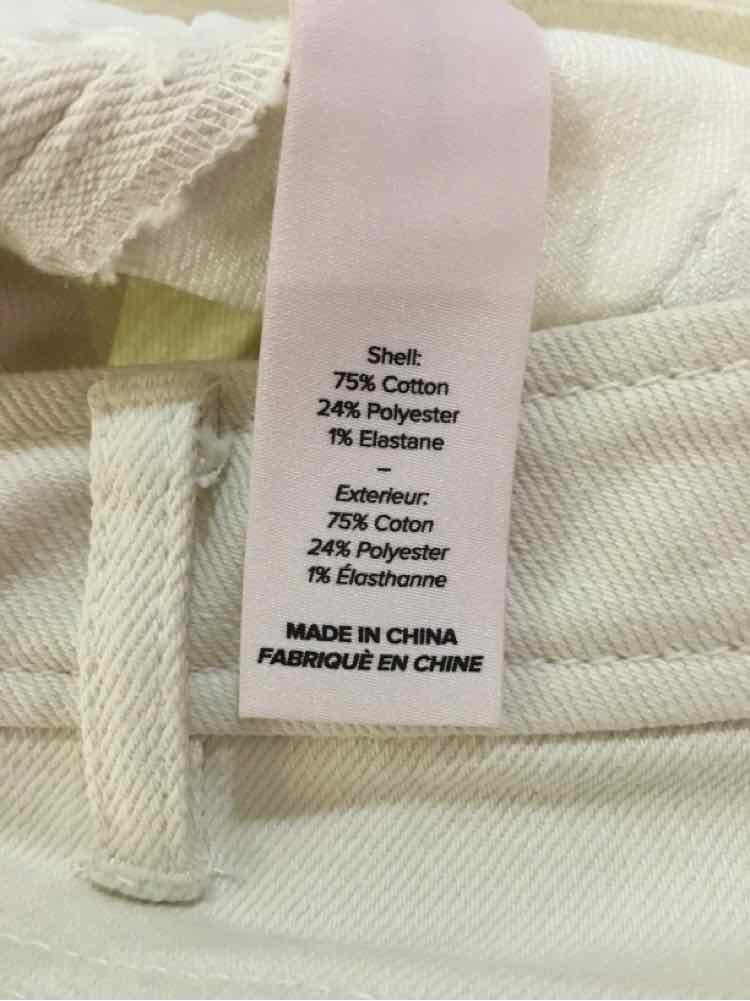 Shell:
75% Cotton
24% Polyester
1% Elastane
–
Exterieur:
75% Coton
24% Polyester
1% Élasthanne
MADE IN CHINA
FABRIQUÈ EN CHINE